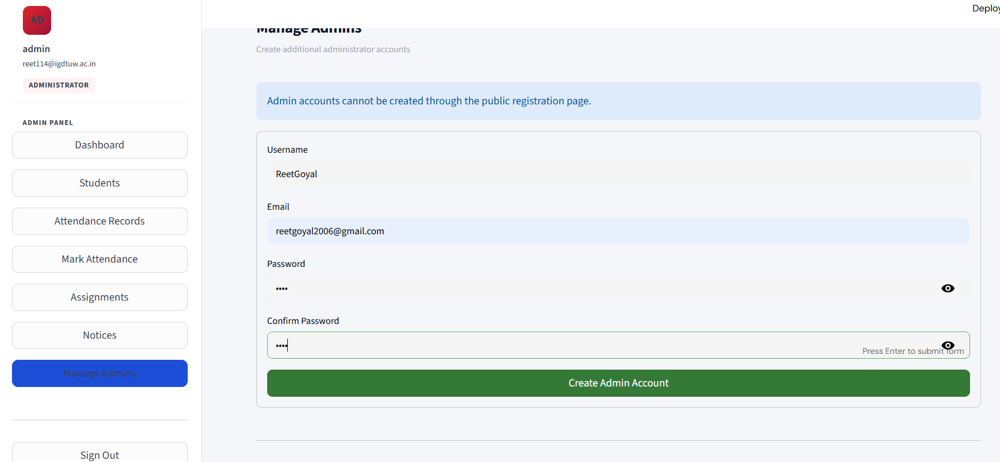 AD
admin
reet114@igdtuw.ac.in
ADMINISTRATOR
ADMIN PANEL
Dashboard
Students
Attendance Records
Mark Attendance
Assignments
Notices
Manage Admins
Sign Out
Deploy
Manage Admins
Create additional administrator accounts
Admin accounts cannot be created through the public registration page.
Username
ReetGoyal
Email
reetgoyal2006@gmail.com
Password
••••
Confirm Password
••••
Press Enter to submit form
Create Admin Account